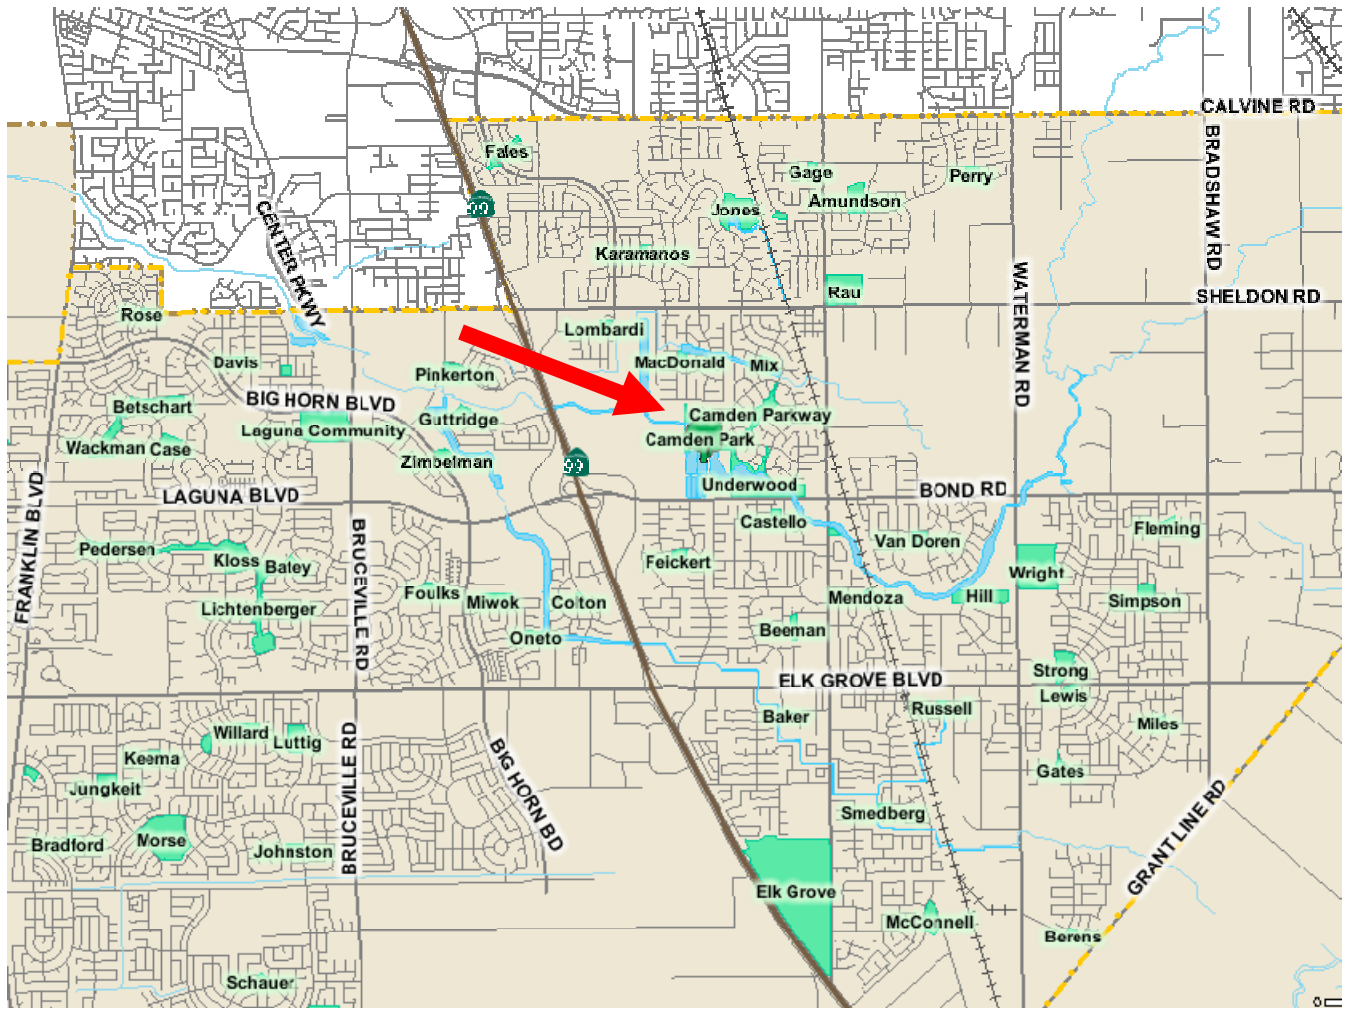 CALVINE RD
BRADSHAW RD
Fales
Gage
Perry
Amundson
Jones
99
CENTER PKWY
Karamanos
WATERMAN RD
Rau
SHELDON RD
Rose
Lombardi
Davis
MacDonald
Mix
Pinkerton
BIG HORN BLVD
Betschart
Camden Parkway
Guttridge
Laguna Community
Camden Park
Wackman
Case
Zimbelman
99
FRANKLIN BLVD
LAGUNA BLVD
Underwood
BOND RD
BRUCEVILLE RD
Castello
Fleming
Pedersen
Van Doren
Kloss
Baley
Feickert
Wright
Foulks
Miwok
Colton
Mendoza
Hill
Simpson
Lichtenberger
Oneto
Beeman
Strong
ELK GROVE BLVD
Lewis
Baker
Russell
Miles
Willard
Luttig
BRUCEVILLE RD
BIG HORN BD
Keema
Gates
Jungkeit
GRANT LINE RD
Smedberg
Bradford
Morse
Johnston
Elk Grove
McConnell
Berens
Schauer
0